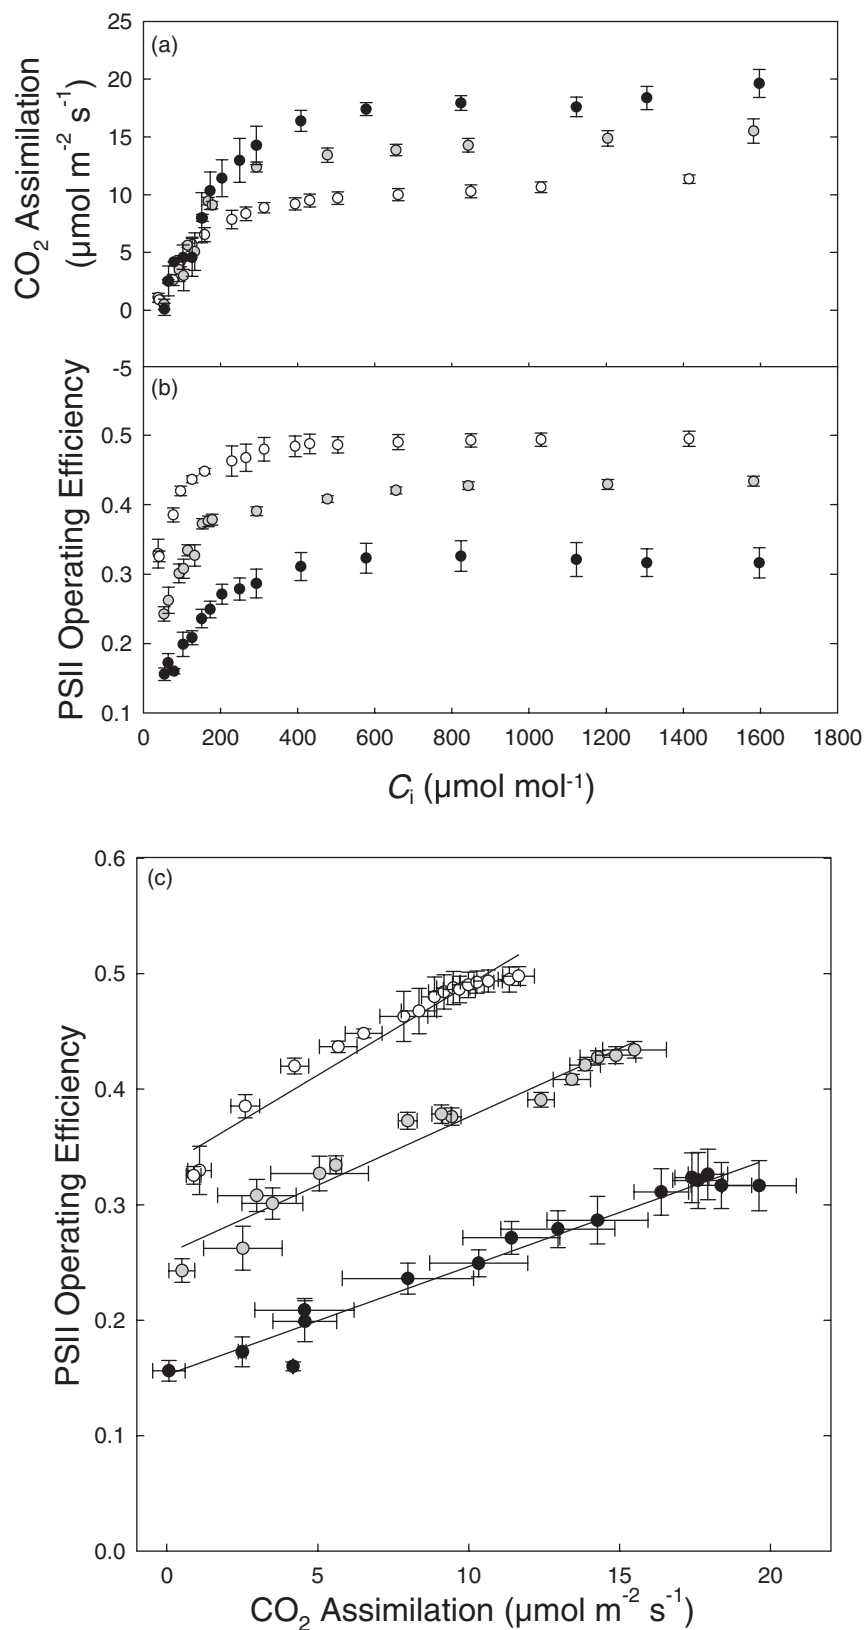 (a)
CO2 Assimilation
(μmol m-2 s-1)
25
20
15
10
5
0
-5
(b)
PSII Operating Efficiency
0.5
0.4
0.3
0.2
0.1
0 200 400 600 800 1000 1200 1400 1600 1800
Ci (μmol mol-1)
(c)
PSII Operating Efficiency
0.6
0.5
0.4
0.3
0.2
0.1
0.0
0 5 10 15 20
CO2 Assimilation (μmol m-2 s-1)